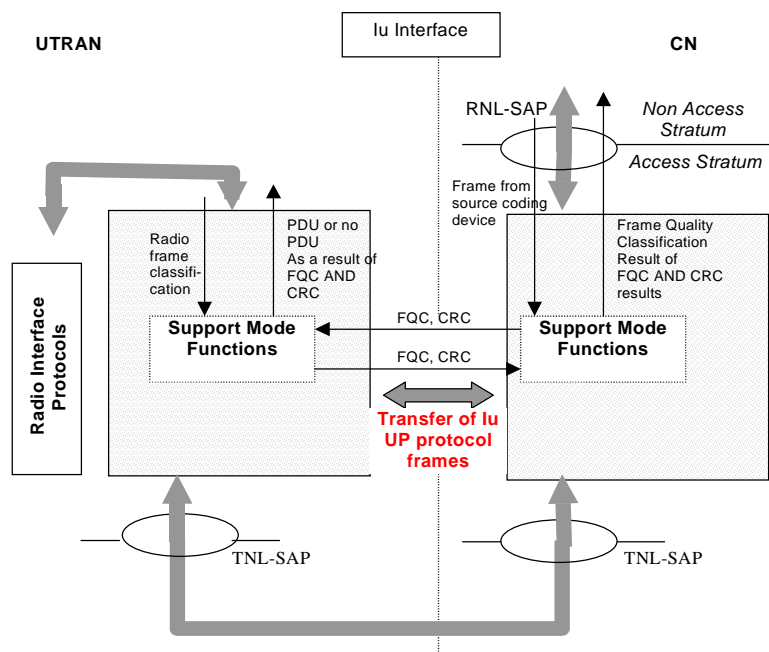 Iu Interface
UTRAN
CN
RNL-SAP
Non Access
Stratum
Access Stratum
Frame from
source coding
device
Radio
frame
classifi-
cation
PDU or no
PDU
As a result of
FQC AND
CRC
Frame Quality
Classification
Result of
FQC AND CRC
results
Radio Interface
Protocols
Support Mode
Functions
FQC, CRC
FQC, CRC
Support Mode
Functions
Transfer of Iu
UP protocol
frames
TNL-SAP
TNL-SAP